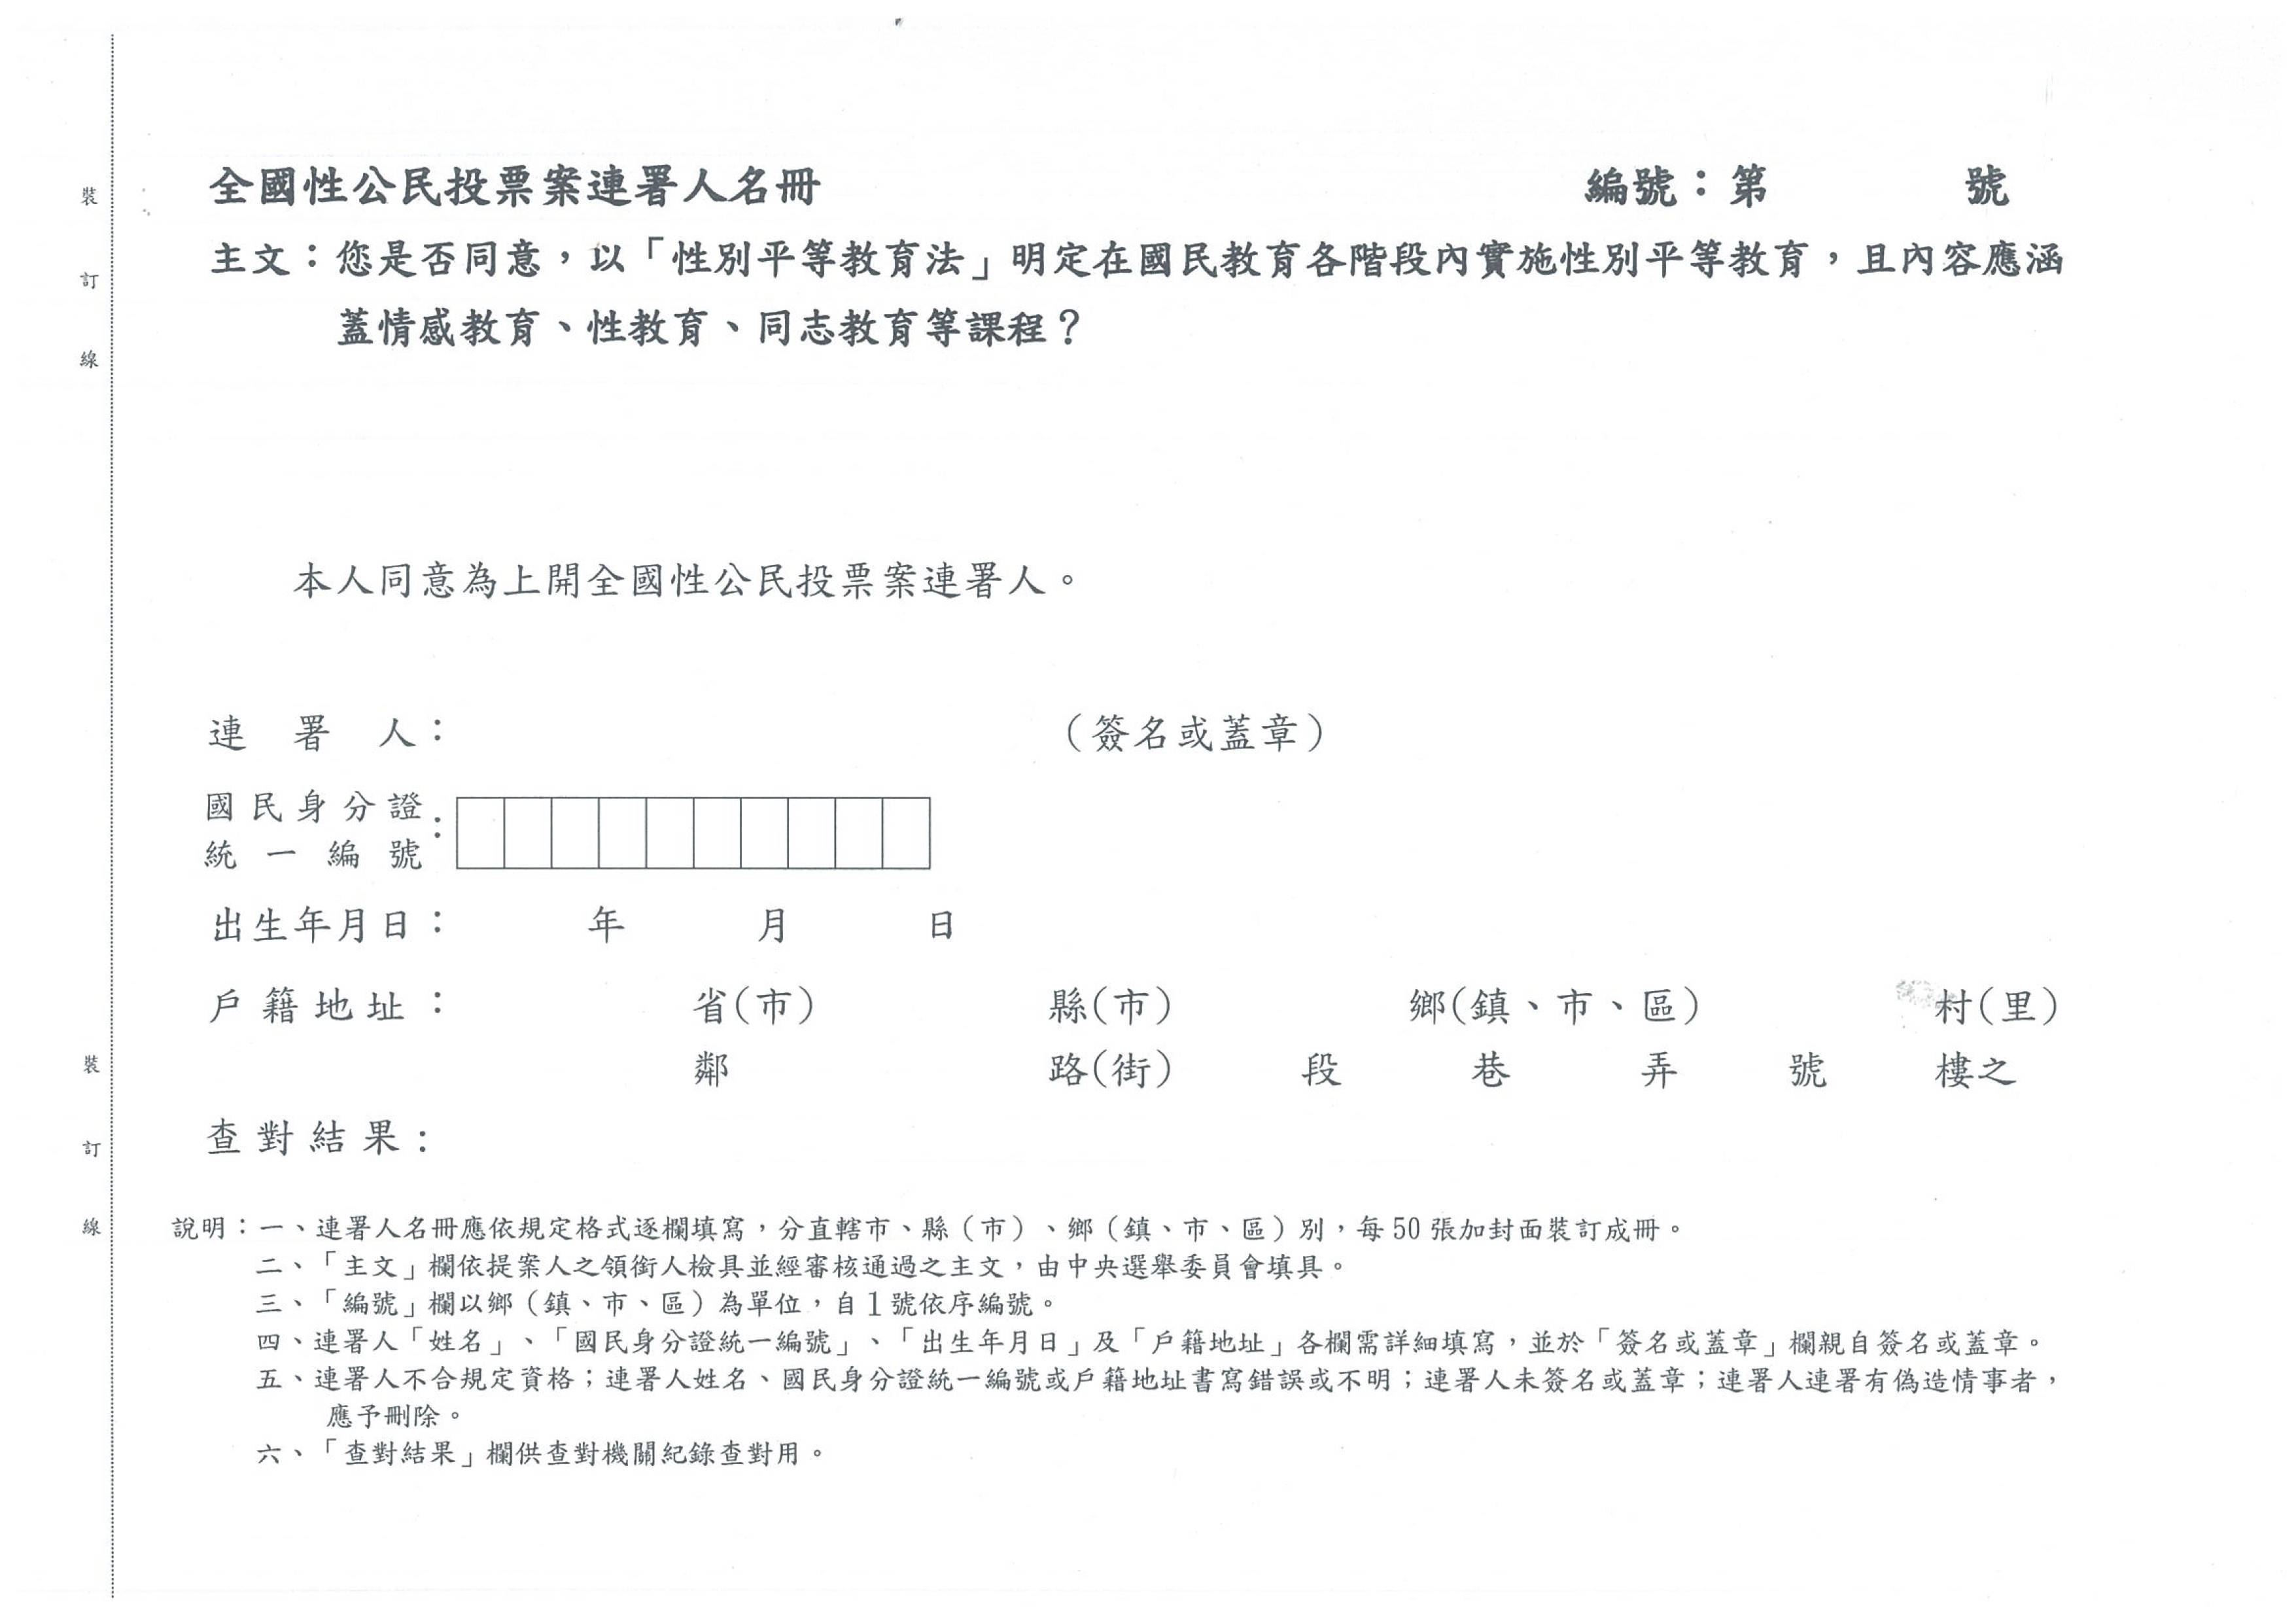 全國性公民投票案連署人名冊 編號：第 號
主文：您是否同意，以「性別平等教育法」明定在國民教育各階段內實施性別平等教育，且內容應涵
蓋情感教育、性教育、同志教育等課程？
本人同意為上開全國性公民投票案連署人。
連署人： （簽名或蓋章）
國民身分證
統一編號：
出生年月日： 年 月 日
戶籍地址： 省(市) 縣(市) 鄉(鎮、市、區) 村(里)
鄰 路(街) 段 巷 弄 號 樓之
查對結果：
說明：一、連署人名冊應依規定格式逐欄填寫，分直轄市、縣（市）、鄉（鎮、市、區）別，每50張加封面裝訂成冊。
二、「主文」欄依提案人之領銜人檢具並經審核通過之主文，由中央選舉委員會填具。
三、「編號」欄以鄉（鎮、市、區）為單位，自1號依序編號。
四、連署人「姓名」、「國民身分證統一編號」、「出生年月日」及「戶籍地址」各欄需詳細填寫，並於「簽名或蓋章」欄親自簽名或蓋章。
五、連署人不合規定資格；連署人姓名、國民身分證統一編號或戶籍地址書寫錯誤或不明；連署人未簽名或蓋章；連署人連署有偽造情事者，
應予刪除。
六、「查對結果」欄供查對機關紀錄查對用。
裝
訂
線
裝
訂
線